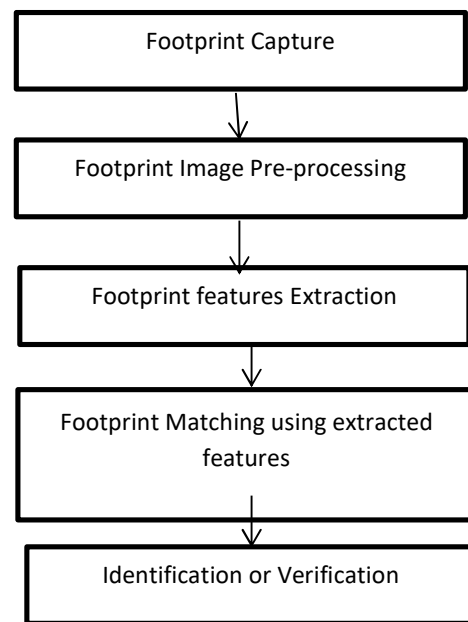 Footprint Capture
Footprint Image Pre-processing
Footprint features Extraction
Footprint Matching using extracted
features
Identification or Verification